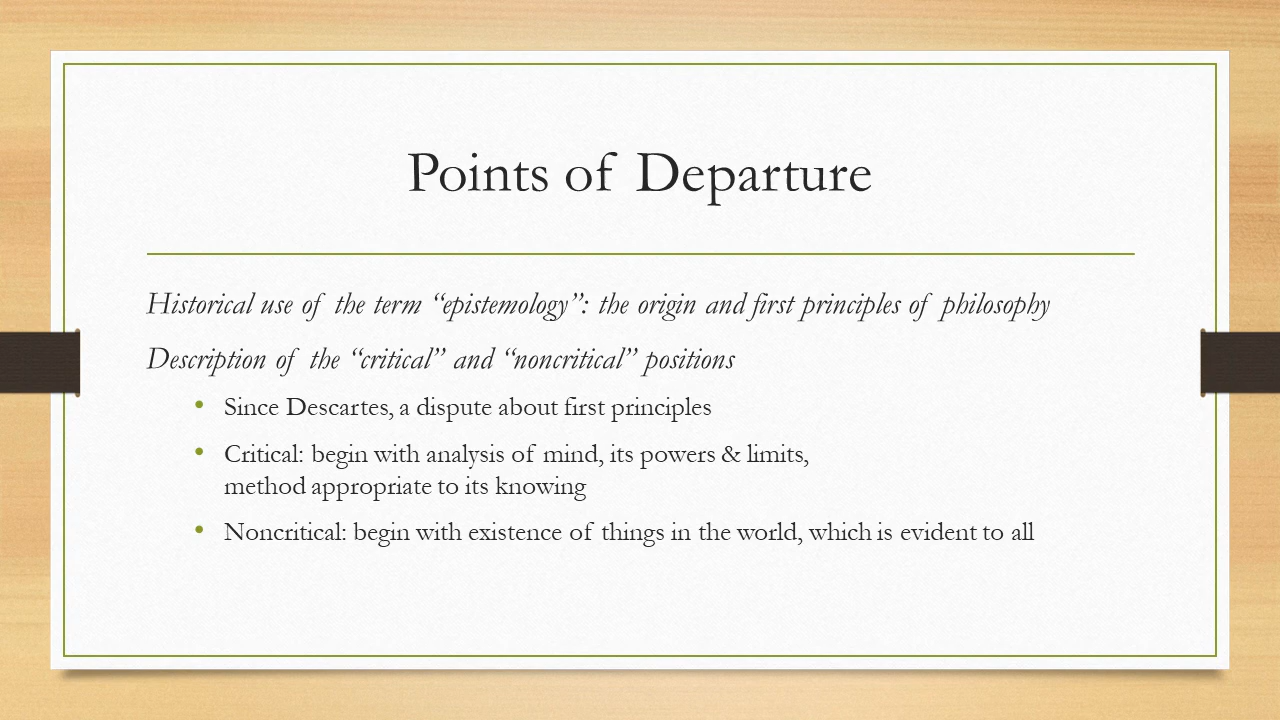 Points of Departure
Historical use of the term “epistemology”: the origin and first principles of philosophy
Description of the “critical” and “noncritical” positions
• Since Descartes, a dispute about first principles
• Critical: begin with analysis of mind, its powers & limits,
method appropriate to its knowing
• Noncritical: begin with existence of things in the world, which is evident to all